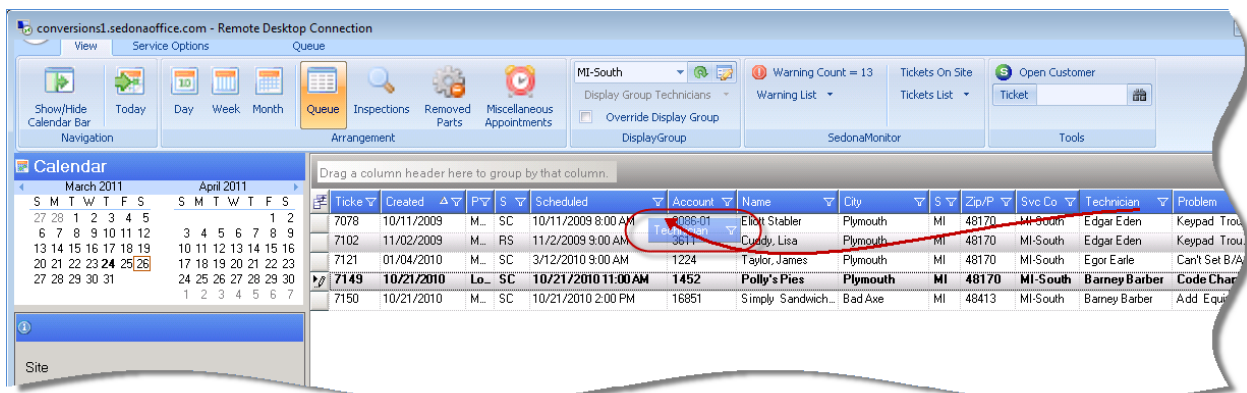 conversions1.sedonaoffice.com - Remote Desktop Connection
View Service Options Queue
MI-South Warning Count = 13 Tickets On Site Open Customer
Show/Hide Calendar Bar Today Day Week Month Queue Inspections Removed Parts Miscellaneous Appointments Display Group Technicians Warning List Tickets List Ticket
Override Display Group
Navigation Arrangement DisplayGroup SedonaMonitor Tools
Calendar
Drag a column header here to group by that column.
March 2011 April 2011
S M T W T F S S M T W T F S
27 28 1 2 3 4 5 1 2
6 7 8 9 10 11 12 3 4 5 6 7 8 9
13 14 15 16 17 18 19 10 11 12 13 14 15 16
20 21 22 23 24 25 26 17 18 19 20 21 22 23
27 28 29 30 31 24 25 26 27 28 29 30
1 2 3 4 5 6 7
Ticke Created P S Scheduled Account Name City S Zip/P Svc Co Technician Problem
7078 10/11/2009 M... SC 10/11/2009 8:00 AM 2086-01 Elliott Stabler Plymouth MI 48170 MI-South Edgar Eden Keypad Trou
Technician
7102 11/02/2009 M... RS 11/2/2009 9:00 AM 3611 Cuddy, Lisa Plymouth MI 48170 MI-South Edgar Eden Keypad Trou.
7121 01/04/2010 M... SC 3/12/2010 9:00 AM 1224 Taylor, James Plymouth MI 48170 MI-South Egor Earle Can't Set B/A
7149 10/21/2010 Lo... SC 10/21/2010 11:00 AM 1452 Polly's Pies Plymouth MI 48170 MI-South Barney Barber Code Char
7150 10/21/2010 M... SC 10/21/2010 2:00 PM 16851 Simply Sandwich... Bad Axe MI 48413 MI-South Barney Barber Add Equi
Site